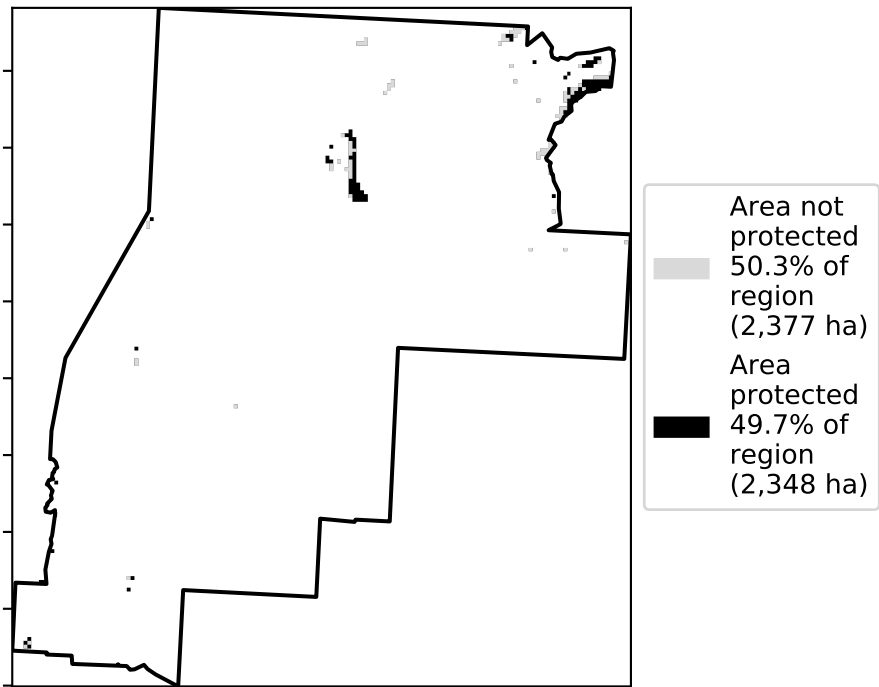 Area not
protected
50.3% of
region
(2,377 ha)
Area
protected
49.7% of
region
(2,348 ha)